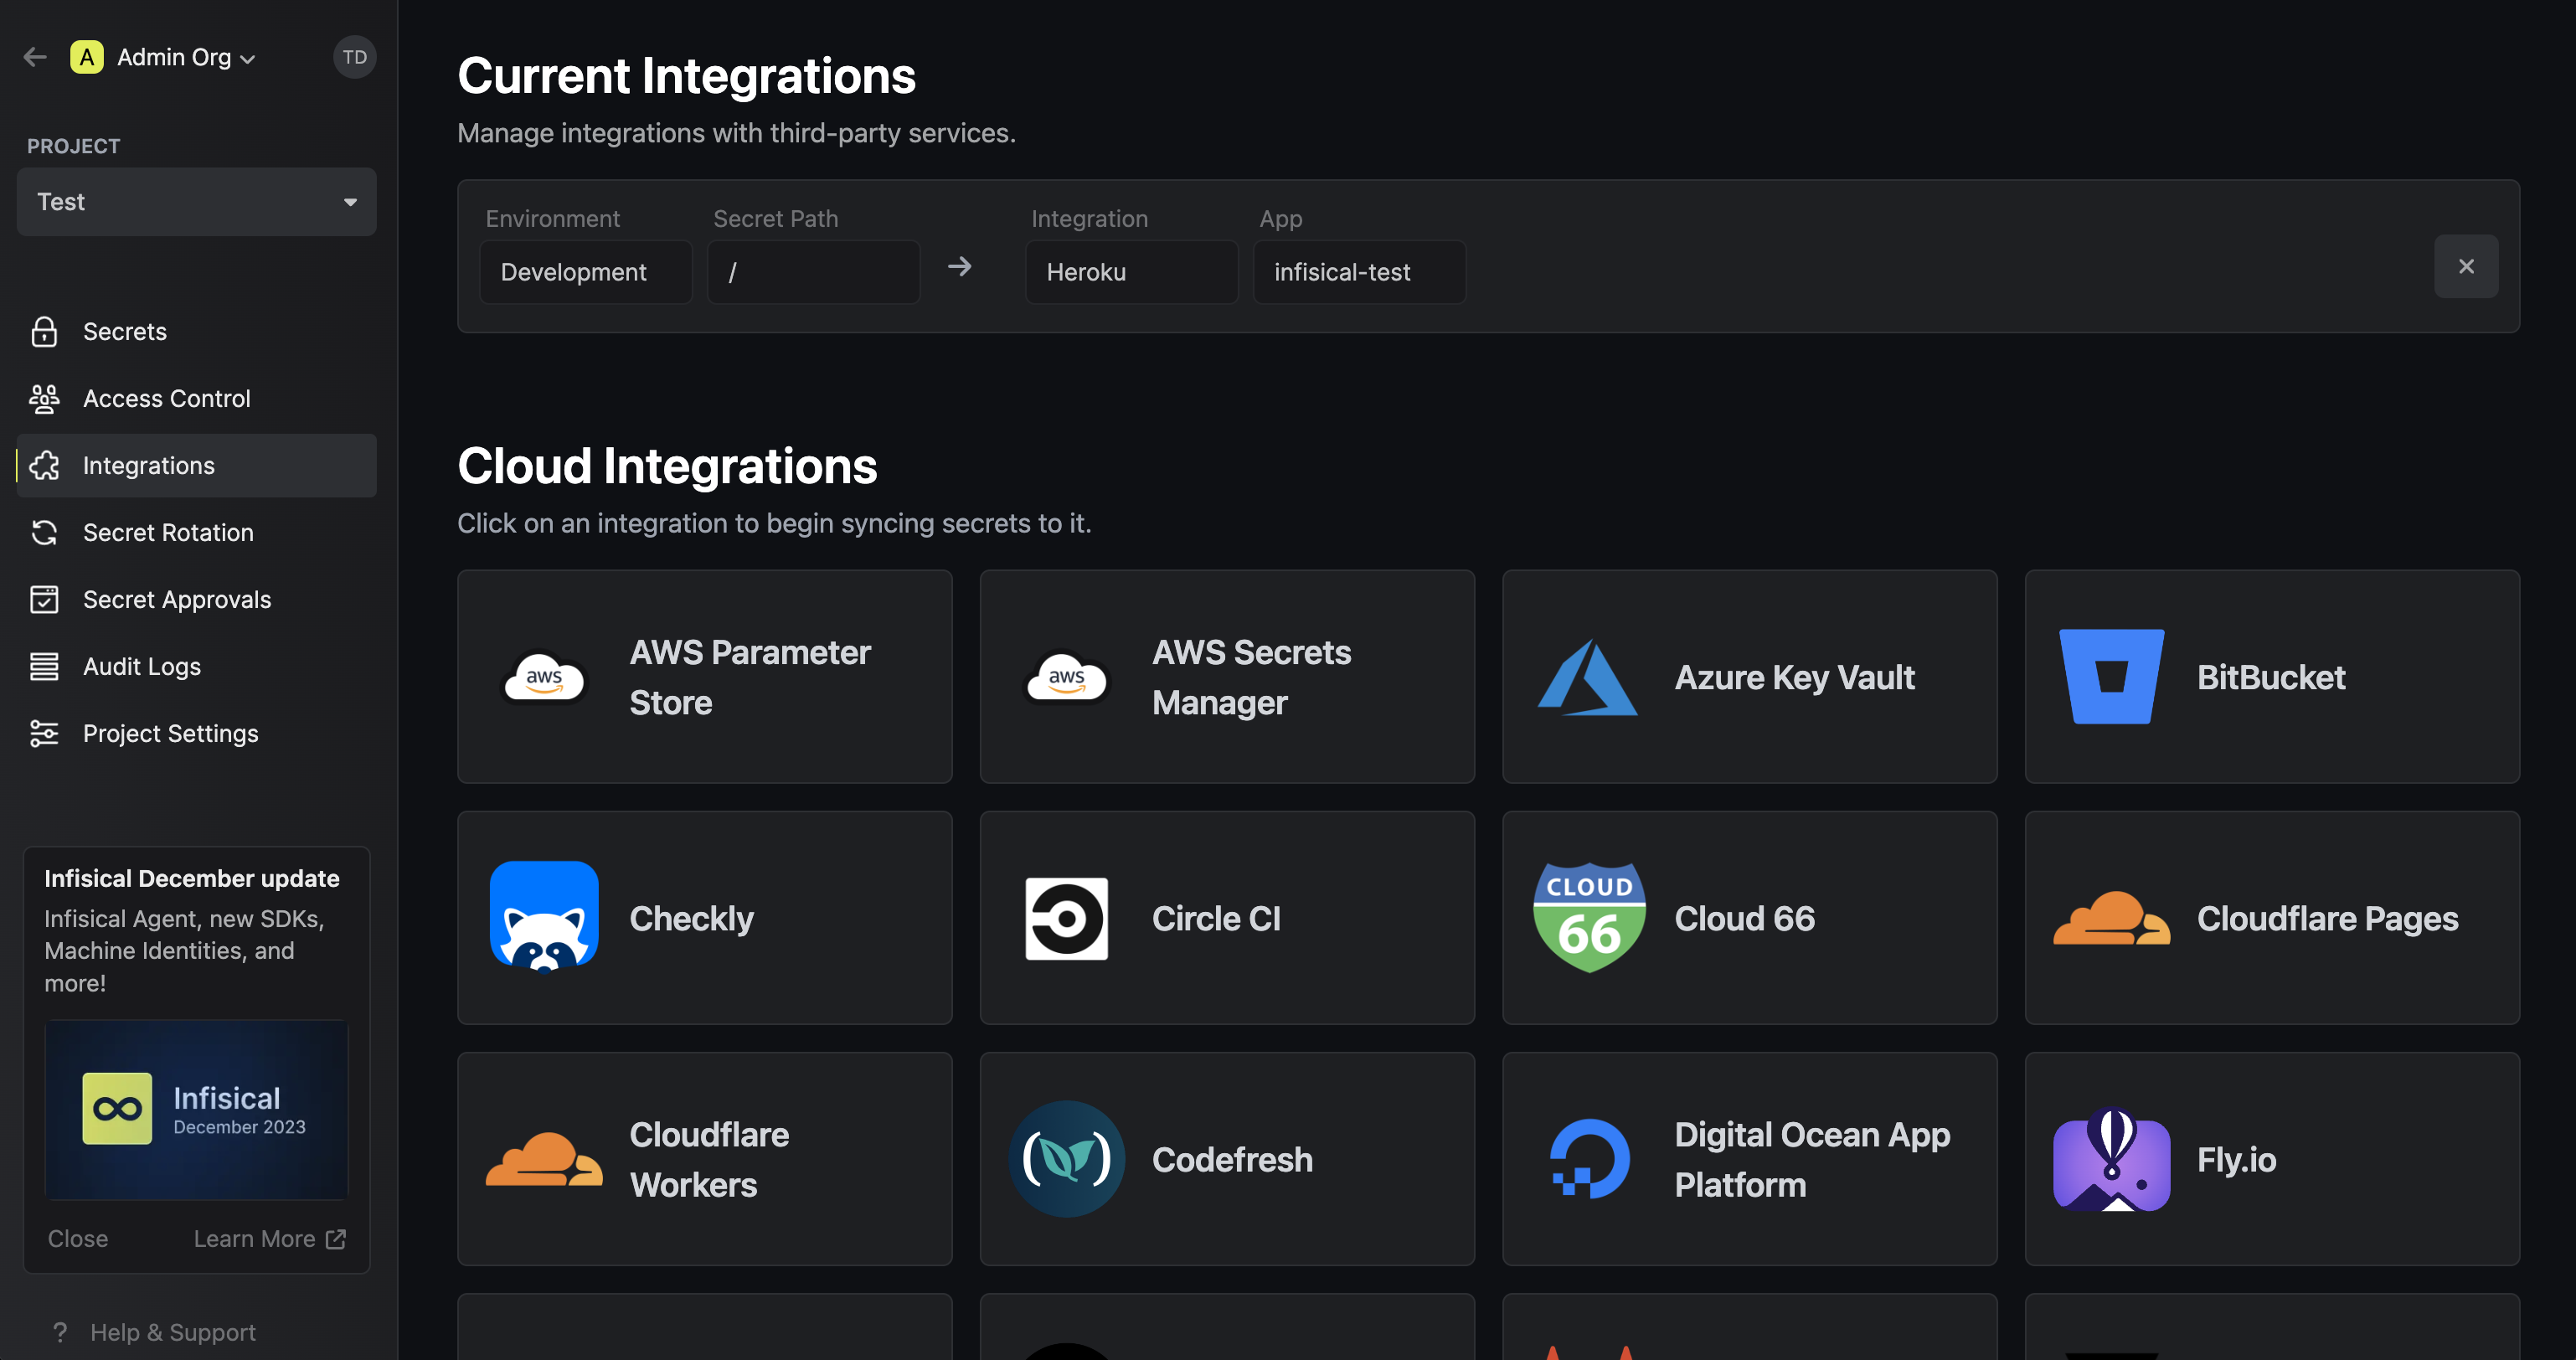 A Admin Org
TD
PROJECT
Test
Secrets
Access Control
Integrations
Secret Rotation
Secret Approvals
Audit Logs
Project Settings
Infisical December update
Infisical Agent, new SDKs,
Machine Identities, and
more!
Infisical
December 2023
Close
Learn More
? Help & Support
Current Integrations
Manage integrations with third-party services.
Environment
Secret Path
Integration
App
Development
/
Heroku
infisical-test
Cloud Integrations
Click on an integration to begin syncing secrets to it.
aws
AWS Parameter
Store
aws
AWS Secrets
Manager
Azure Key Vault
BitBucket
Checkly
Circle CI
CLOUD
66
Cloud 66
Cloudflare Pages
Cloudflare
Workers
Codefresh
Digital Ocean App
Platform
Fly.io